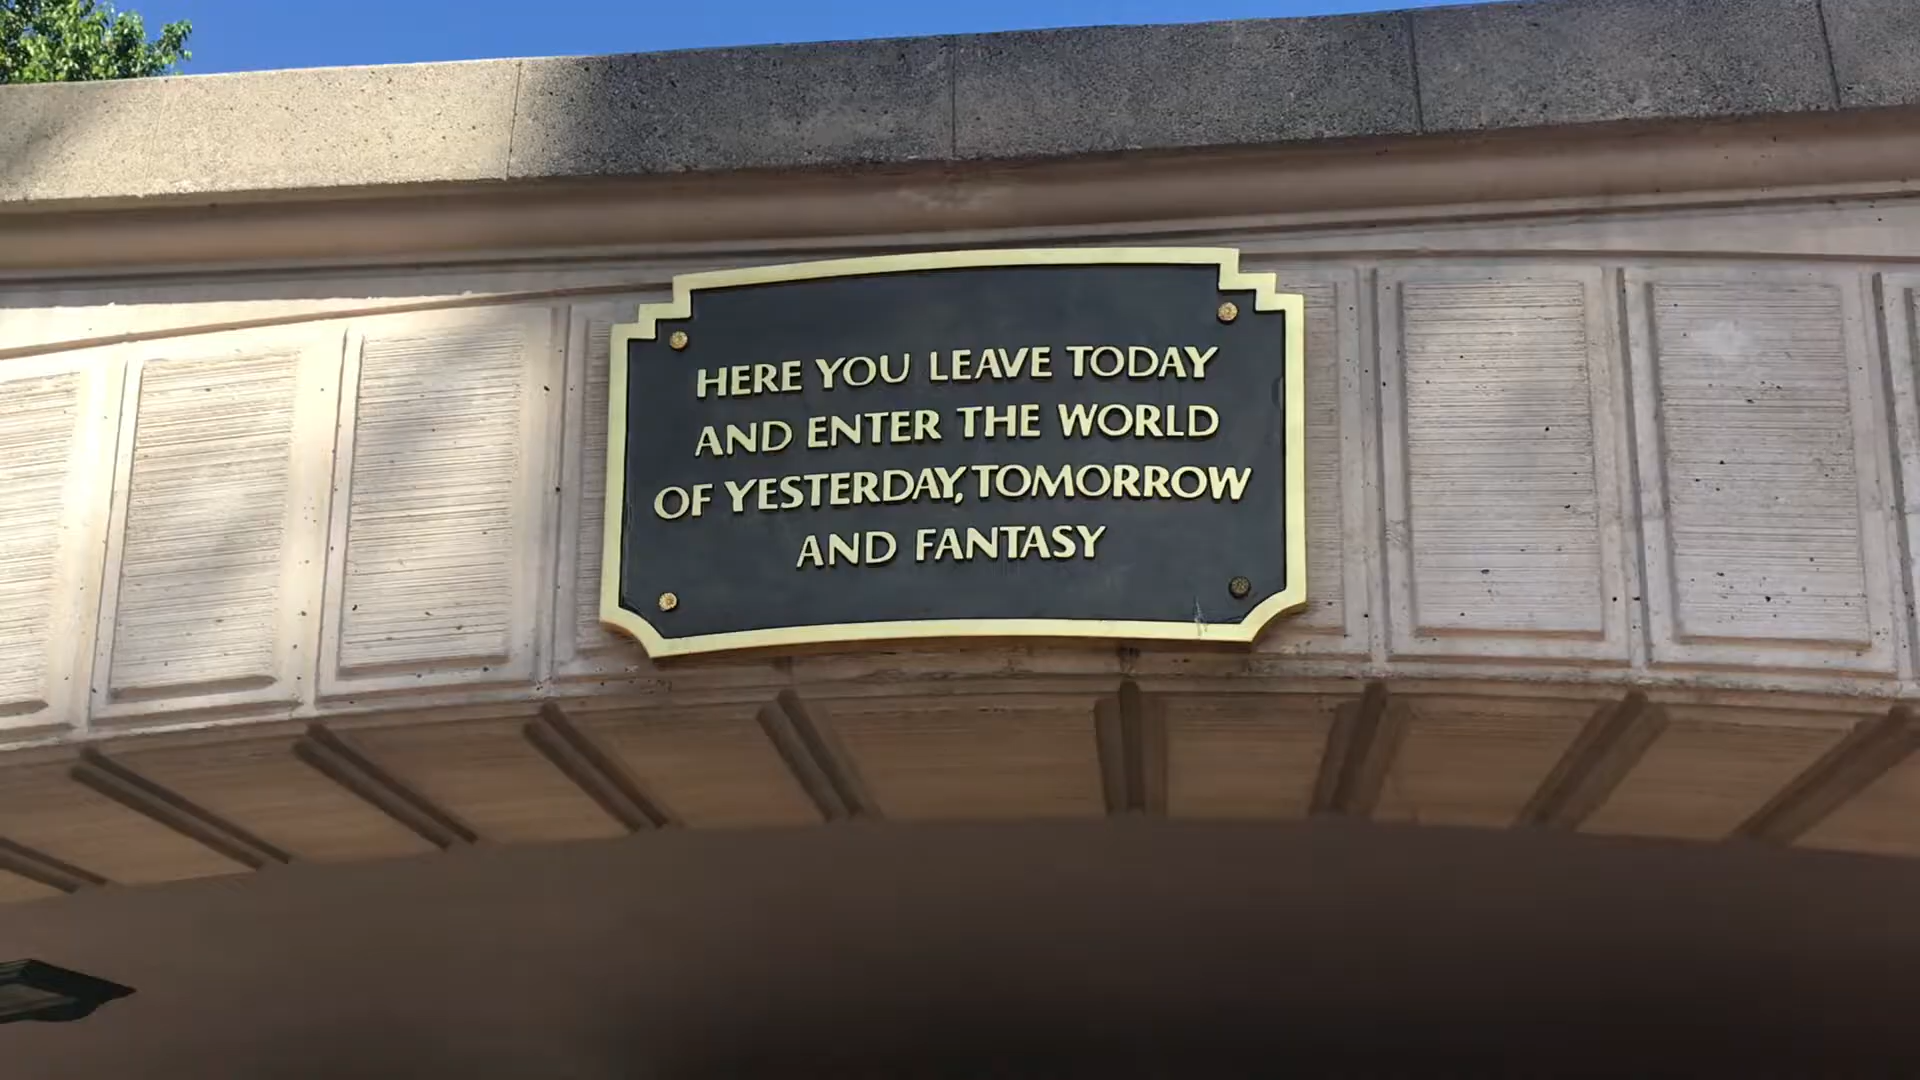 HERE YOU LEAVE TODAY
AND ENTER THE WORLD
OF YESTERDAY, TOMORROW
AND FANTASY